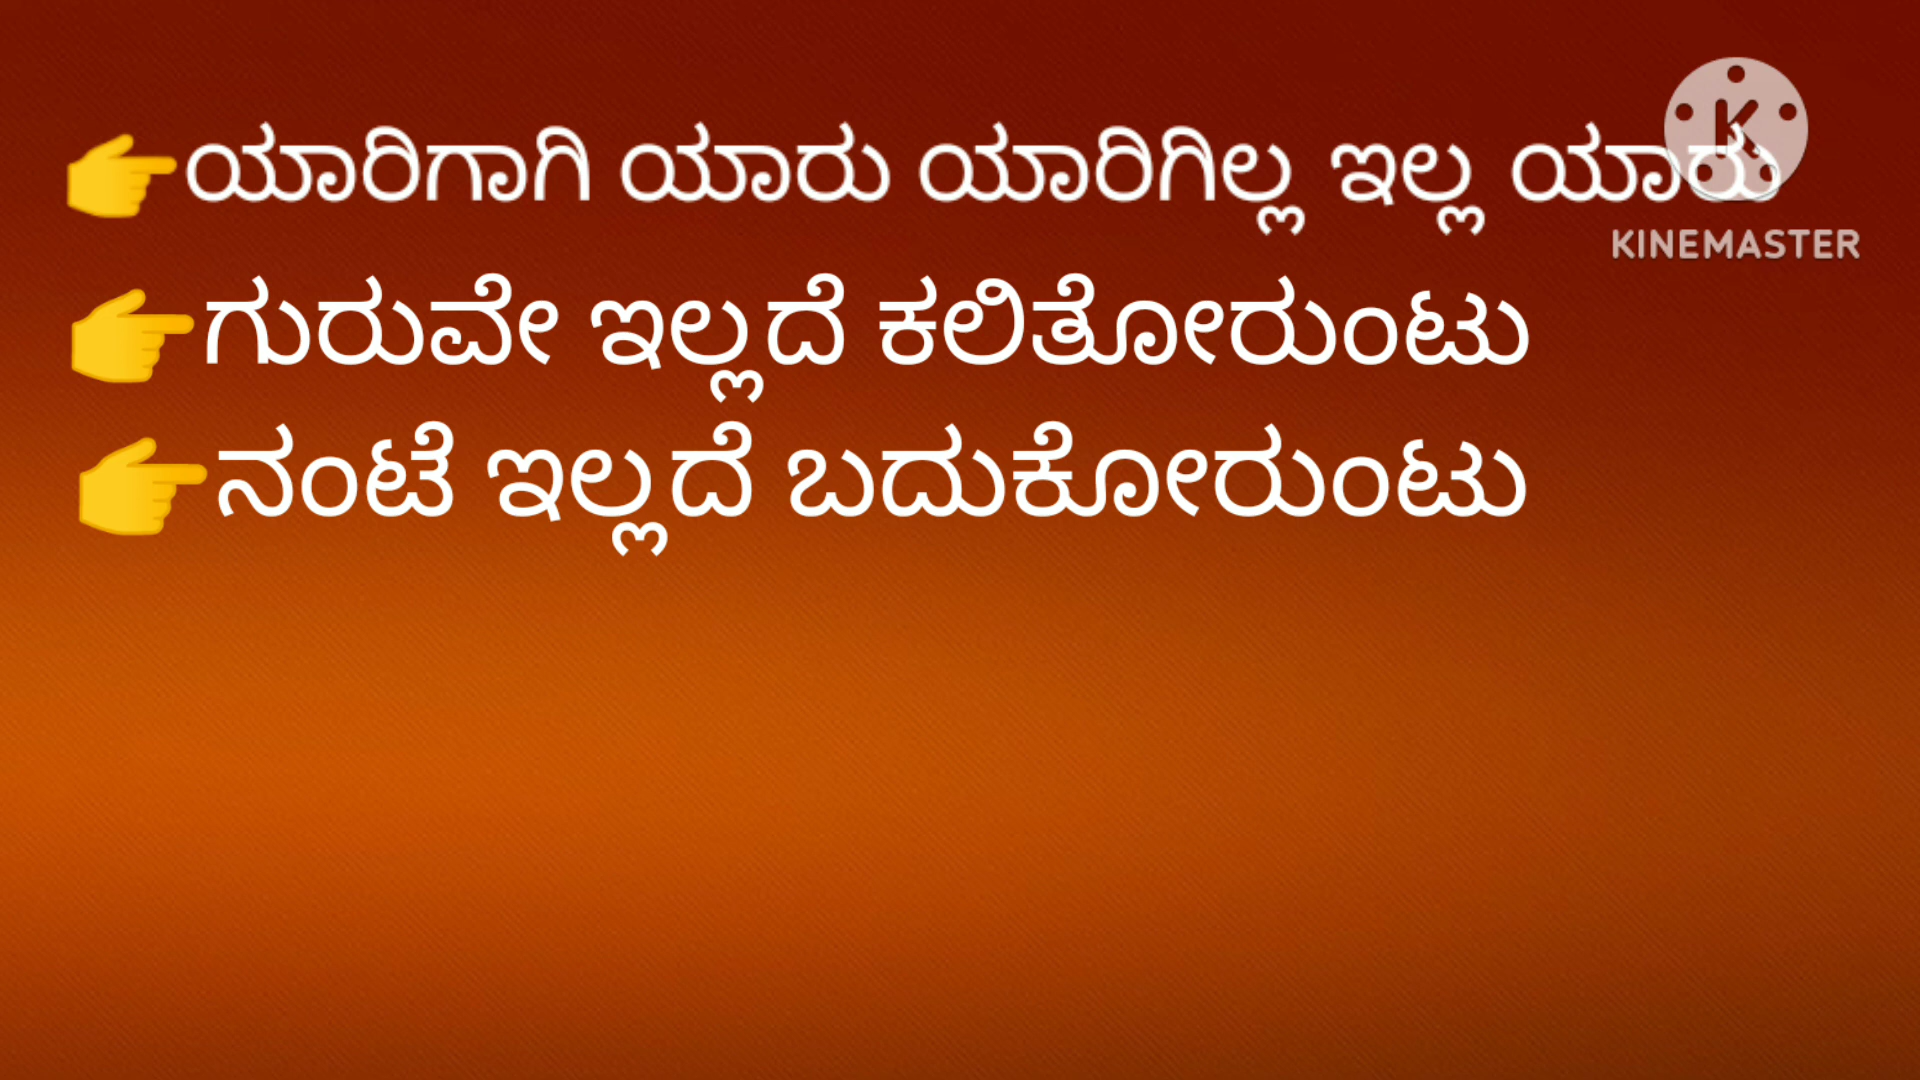 👉ಯಾರಿಗಾಗಿ ಯಾರು ಯಾರಿಗಿಲ್ಲ ಇಲ್ಲ ಯಾರು
KINEMASTER
👉ಗುರುವೇ ಇಲ್ಲದೆ ಕಲಿತೋರುಂಟು
👉ನಂಟೆ ಇಲ್ಲದೆ ಬದುಕೋರುಂಟು